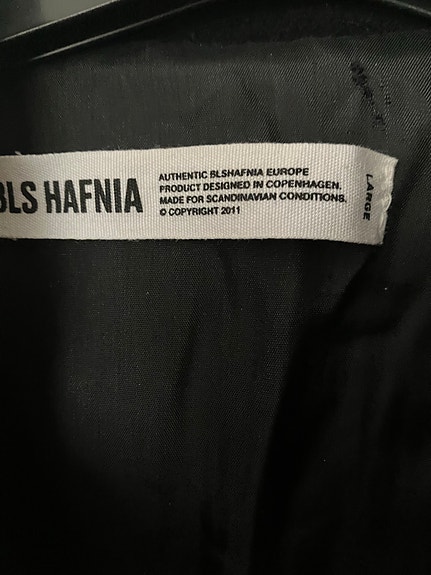 BLS HAFNIA
AUTHENTIC BLSHAFNIA EUROPE
PRODUCT DESIGNED IN COPENHAGEN.
MADE FOR SCANDINAVIAN CONDITIONS.
© COPYRIGHT 2011
LARGE